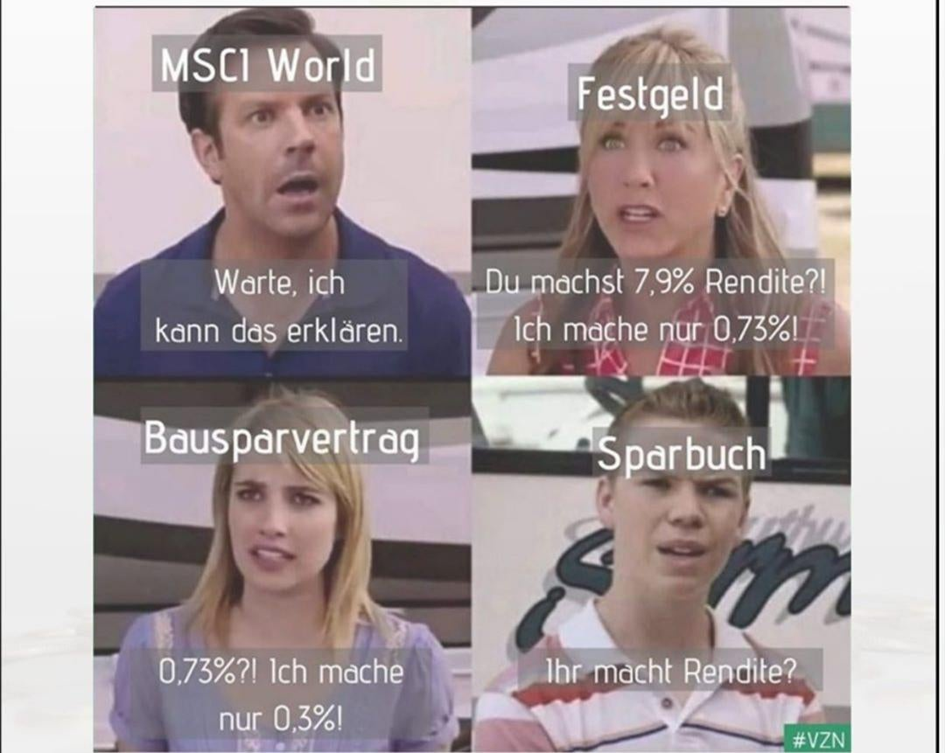 MSCI World
Warte, ich
kann das erklären.
Festgeld
Du machst 7,9% Rendite?!
Ich mache nur 0,73%!
Bausparvertrag
0,73%?! Ich mache
nur 0,3%!
Sparbuch
Ihr macht Rendite?
#VZN